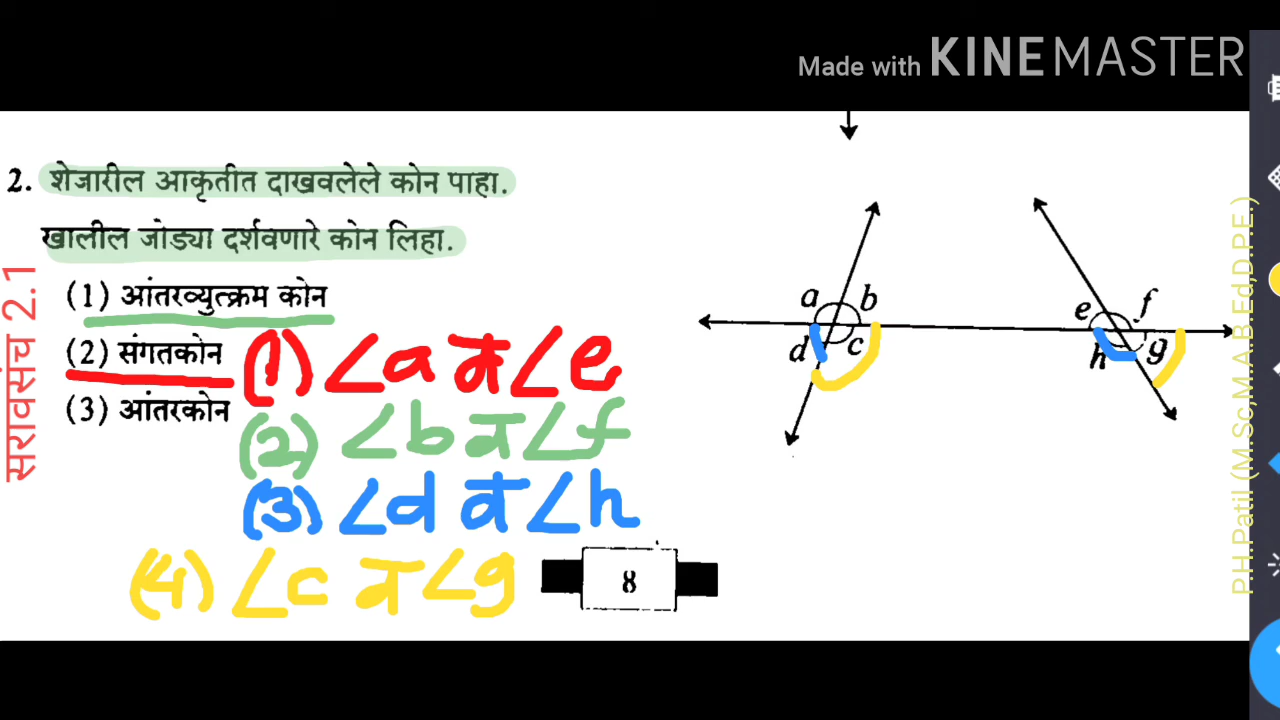 Made with KINEMASTER
2. शेजारील आकृतीत दाखवलेले कोन पाहा.
खालील जोड्या दर्शवणारे कोन लिहा.
(1) आंतरव्युत्क्रम कोन
(2) संगतकोन
(3) आंतरकोन
(1) ∠a व ∠e
(2) ∠b व ∠f
(3) ∠d व ∠h
(4) ∠c व ∠g
8
सरावसंच 2.1
a b
d c
e f
h g
P.H.Patil (M.Sc,M.A.B.Ed,D.P.E.)